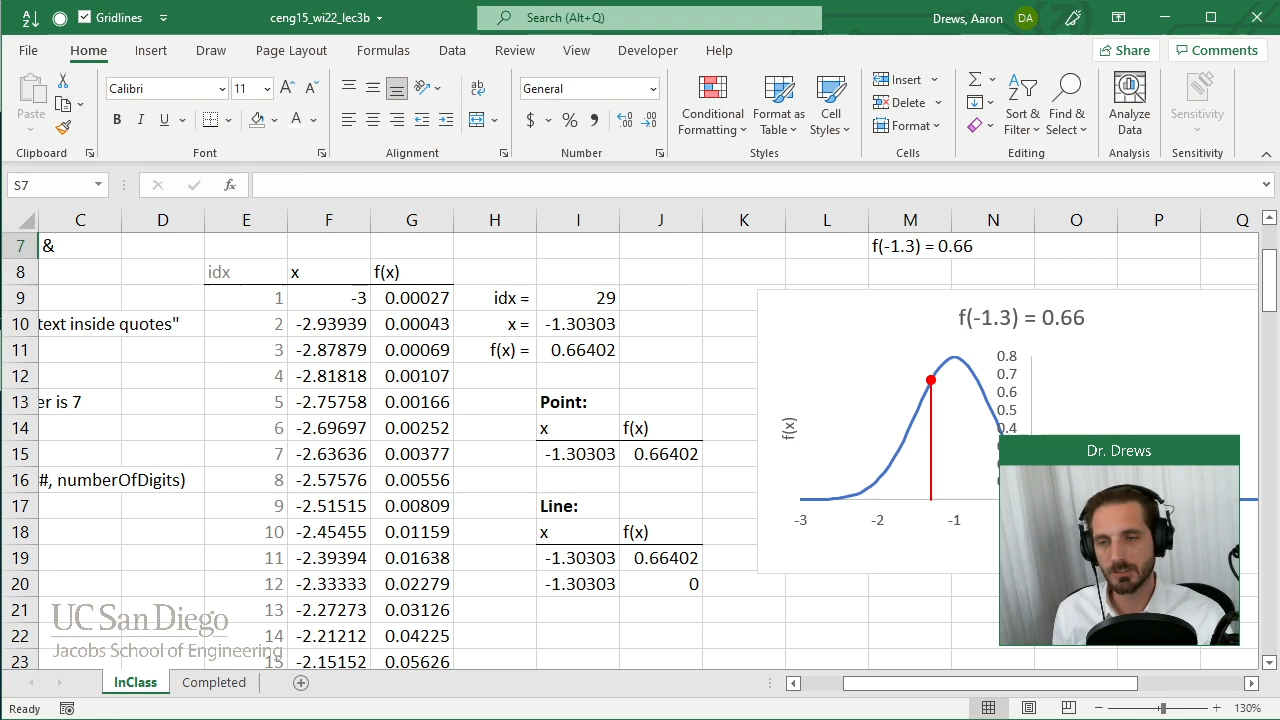 Gridlines
ceng15_wi22_lec3b
Search (Alt+Q)
Drews, Aaron
DA
File Home Insert Draw Page Layout Formulas Data Review View Developer Help
Share Comments
Paste
Calibri 11
B I U
General
$ % ,
Conditional Formatting
Format as Table
Cell Styles
Insert
Delete
Format
Sort & Filter
Find & Select
Analyze Data
Sensitivity
Clipboard Font Alignment Number Styles Cells Editing Analysis Sensitivity
S7 fx
C D E F G H I J K L M N O P Q
7 & f(-1.3) = 0.66
8 idx x f(x)
9 1 -3 0.00027 idx = 29
10 text inside quotes" 2 -2.93939 0.00043 x = -1.30303
11 3 -2.87879 0.00069 f(x) = 0.66402
12 4 -2.81818 0.00107
13 er is 7 5 -2.75758 0.00166 Point:
14 6 -2.69697 0.00252 x f(x)
15 7 -2.63636 0.00377 -1.30303 0.66402
16 #, numberOfDigits) 8 -2.57576 0.00556
17 9 -2.51515 0.00809 Line:
18 10 -2.45455 0.01159 x f(x)
19 11 -2.39394 0.01638 -1.30303 0.66402
20 12 -2.33333 0.02279 -1.30303 0
21 13 -2.27273 0.03126
22 14 -2.21212 0.04225
23 15 -2.15152 0.05626
f(-1.3) = 0.66
0.8
0.7
0.6
0.5
0.4
f(x)
-3 -2 -1
Dr. Drews
UC San Diego
Jacobs School of Engineering
InClass Completed
Ready
130%